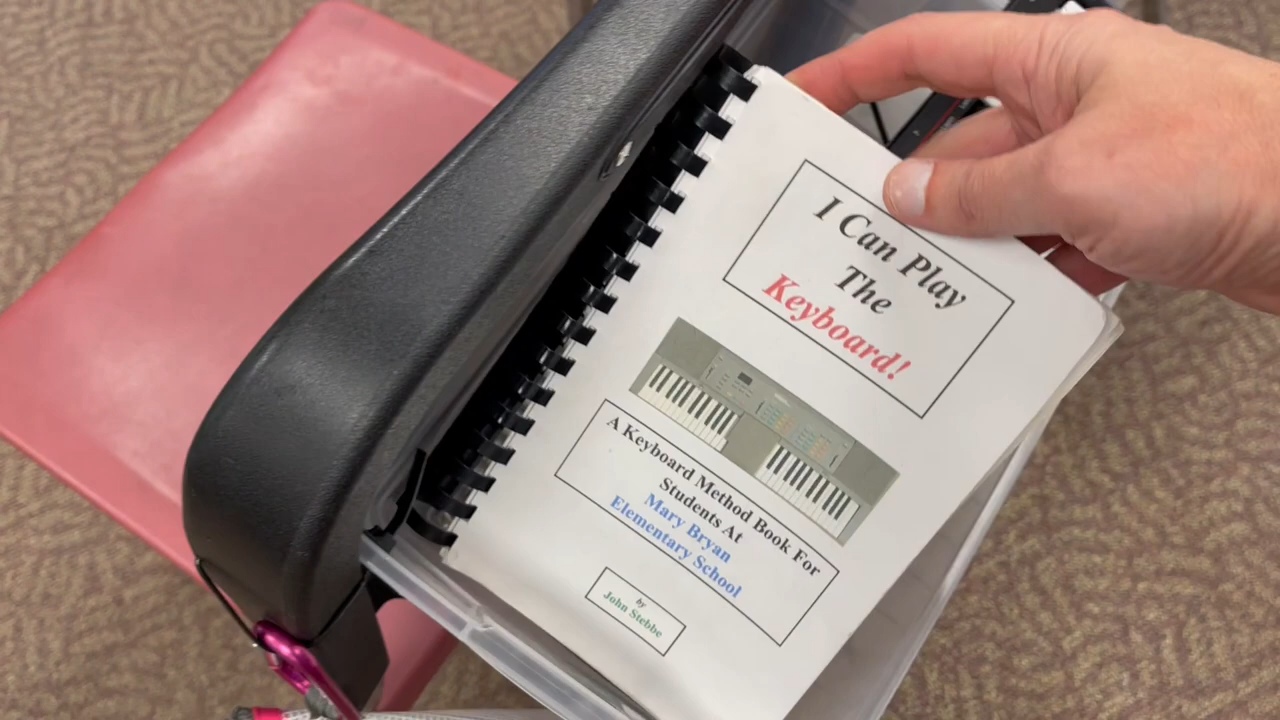 I Can Play
The
Keyboard!
A Keyboard Method Book For
Students At
Mary Bryan
Elementary School
by
John Stebbe